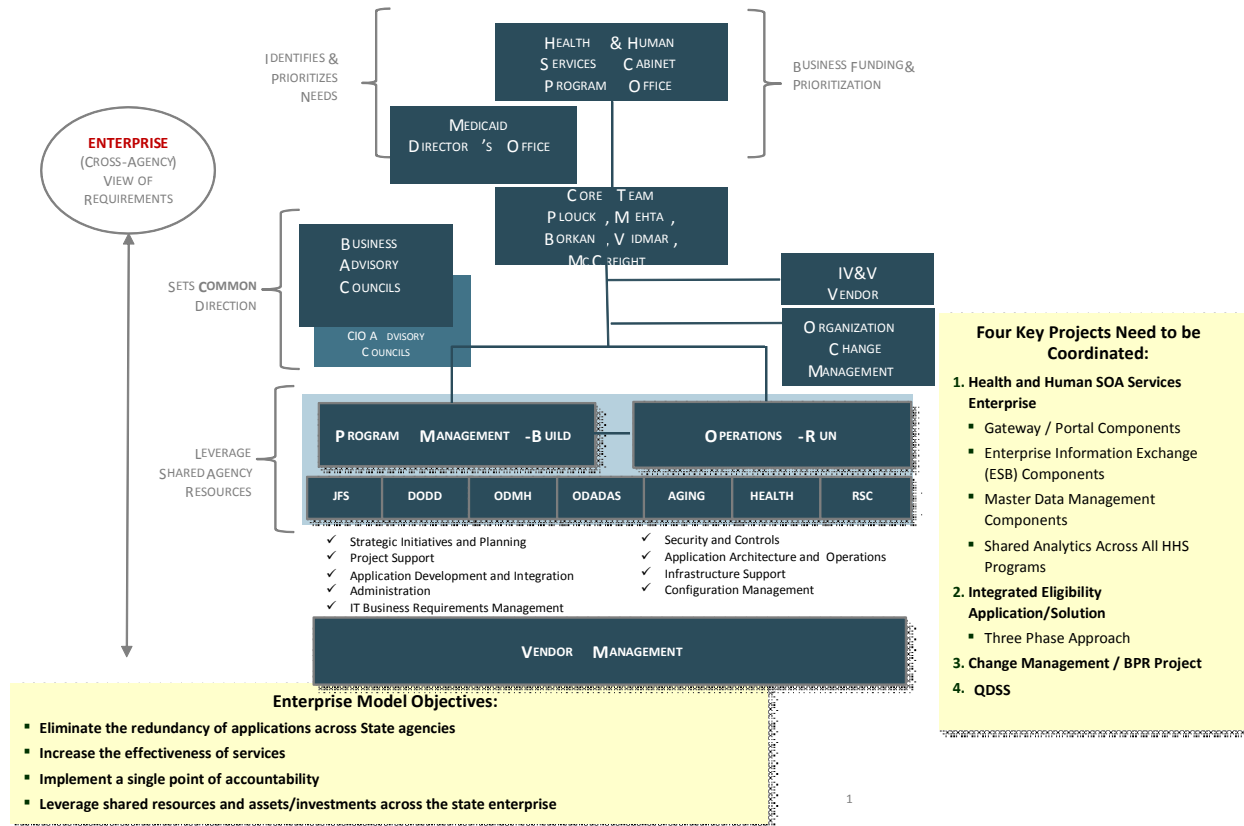 HEALTH & HUMAN
SERVICES CABINET
PROGRAM OFFICE
IDENTIFIES &
PRIORITIZES
NEEDS
BUSINESS FUNDING &
PRIORITIZATION
MEDICAID
DIRECTOR 'S OFFICE
ENTERPRISE
(CROSS-AGENCY)
VIEW OF
REQUIREMENTS
CORE TEAM
PLOUCK , MEHTA ,
BORKAN , VIDMAR ,
MCCREIGHT
BUSINESS
ADVISORY
COUNCILS
CIO ADVISORY
COUNCILS
SETS COMMON
DIRECTION
IV&V
VENDOR
ORGANIZATION
CHANGE
MANAGEMENT
LEVERAGE
SHARED AGENCY
RESOURCES
PROGRAM MANAGEMENT -BUILD
OPERATIONS -RUN
JFS DODD ODMH ODADAS AGING HEALTH RSC
✓ Strategic Initiatives and Planning
✓ Project Support
✓ Application Development and Integration
✓ Administration
✓ IT Business Requirements Management
✓ Security and Controls
✓ Application Architecture and Operations
✓ Infrastructure Support
✓ Configuration Management
VENDOR MANAGEMENT
Four Key Projects Need to be
Coordinated:
1. Health and Human SOA Services
Enterprise
▪ Gateway / Portal Components
▪ Enterprise Information Exchange
(ESB) Components
▪ Master Data Management
Components
▪ Shared Analytics Across All HHS
Programs
2. Integrated Eligibility
Application/Solution
▪ Three Phase Approach
3. Change Management / BPR Project
4. QDSS
Enterprise Model Objectives:
▪ Eliminate the redundancy of applications across State agencies
▪ Increase the effectiveness of services
▪ Implement a single point of accountability
▪ Leverage shared resources and assets/investments across the state enterprise
1